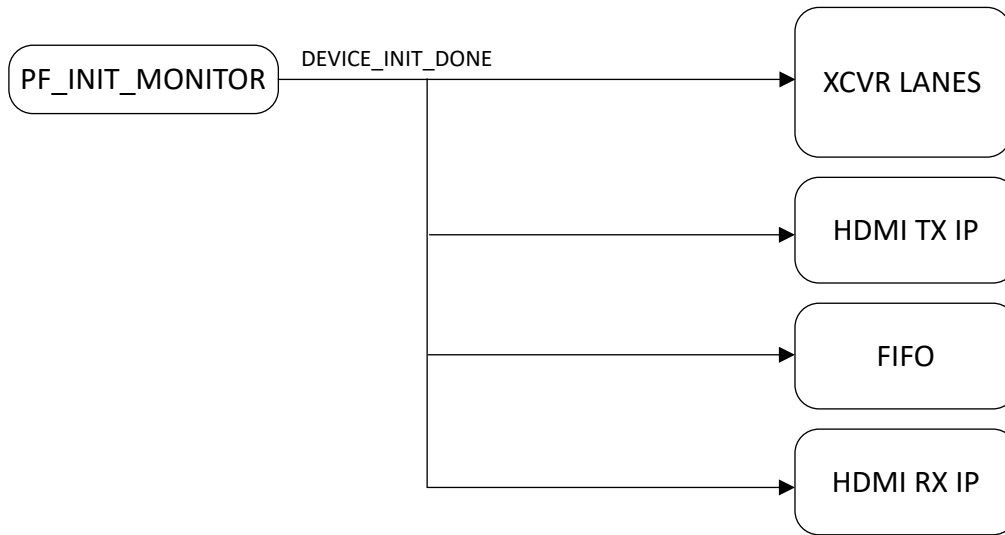 PF_INIT_MONITOR
DEVICE_INIT_DONE
XCVR LANES
HDMI TX IP
FIFO
HDMI RX IP